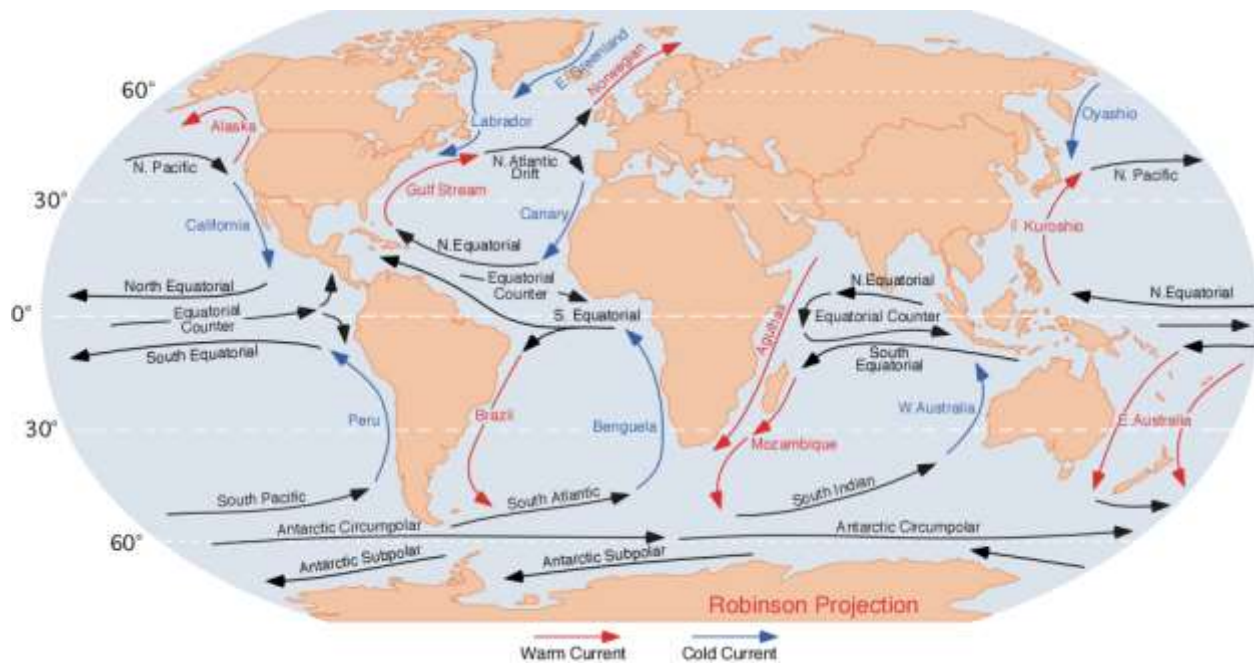 60°
30°
0°
30°
60°
Alaska
N. Pacific
California
North Equatorial
Equatorial
Counter
South Equatorial
Peru
South Pacific
Antarctic Circumpolar
Antarctic Subpolar
Labrador
E. Greenland
Norwegian
N. Atlantic
Drift
Gulf Stream
Canary
N.Equatorial
Equatorial
Counter
S. Equatorial
Brazil
Benguela
South Atlantic
Antarctic Subpolar
Agulhas
Mozambique
N.Equatorial
Equatorial Counter
South
Equatorial
W.Australia
South Indian
Antarctic Circumpolar
Oyashio
N. Pacific
Kuroshio
N.Equatorial
E.Australia
Robinson Projection
Warm Current
Cold Current